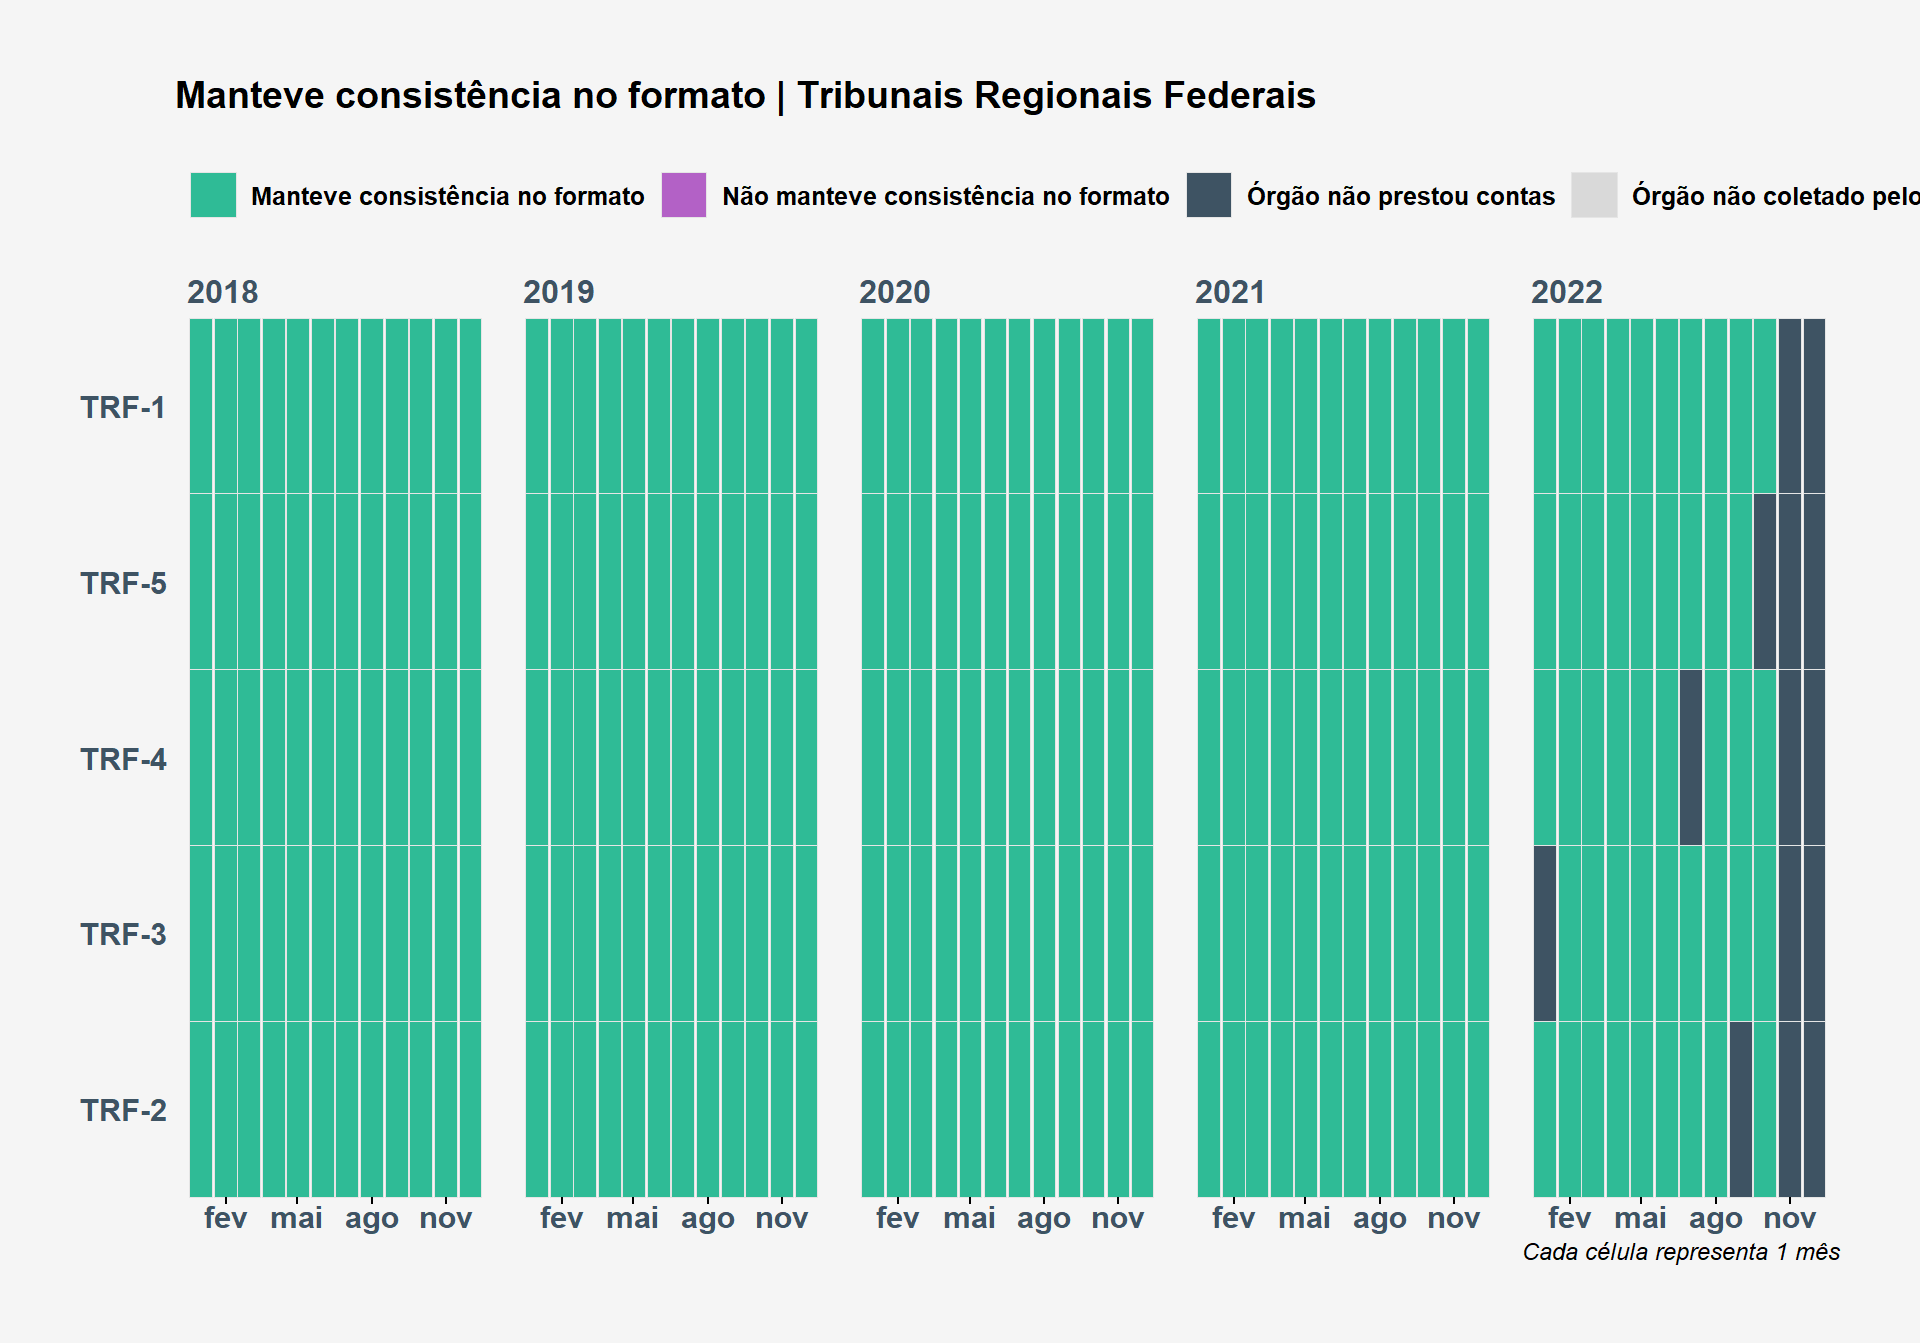 Manteve consistência no formato | Tribunais Regionais Federais
Manteve consistência no formato Não manteve consistência no formato Órgão não prestou contas Órgão não coletado pelo
2018 2019 2020 2021 2022
TRF-1
TRF-5
TRF-4
TRF-3
TRF-2
fev mai ago nov fev mai ago nov fev mai ago nov fev mai ago nov fev mai ago nov
Cada célula representa 1 mês